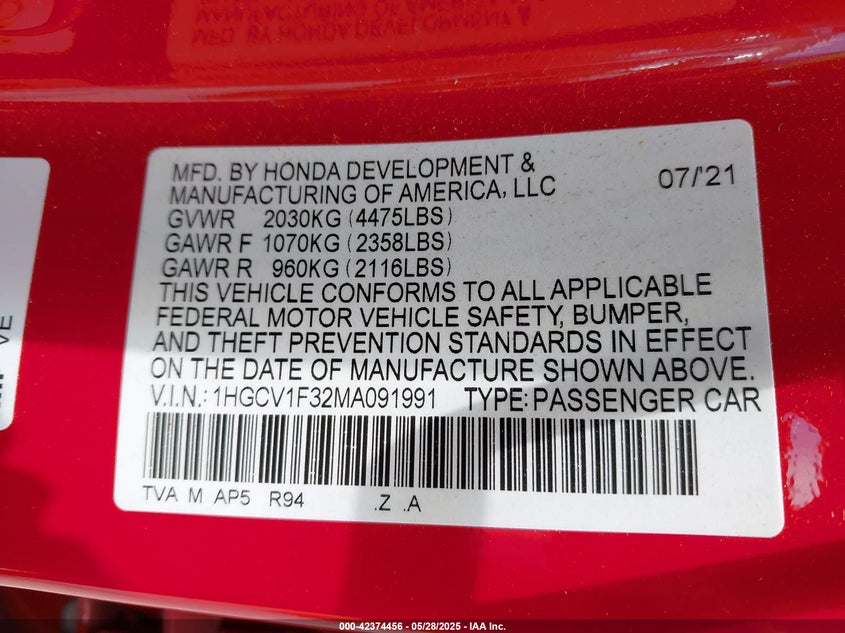 MFD. BY HONDA DEVELOPMENT &
MANUFACTURING OF AMERICA, LLC 07/'21
GVWR 2030KG (4475LBS)
GAWR F 1070KG (2358LBS)
GAWR R 960KG (2116LBS)
THIS VEHICLE CONFORMS TO ALL APPLICABLE
FEDERAL MOTOR VEHICLE SAFETY, BUMPER,
AND THEFT PREVENTION STANDARDS IN EFFECT
ON THE DATE OF MANUFACTURE SHOWN ABOVE.
V.I.N.: 1HGCV1F32MA091991 TYPE: PASSENGER CAR
TVA M AP5 R94 .Z .A
000-42374456 - 05/28/2025 - IAA Inc.